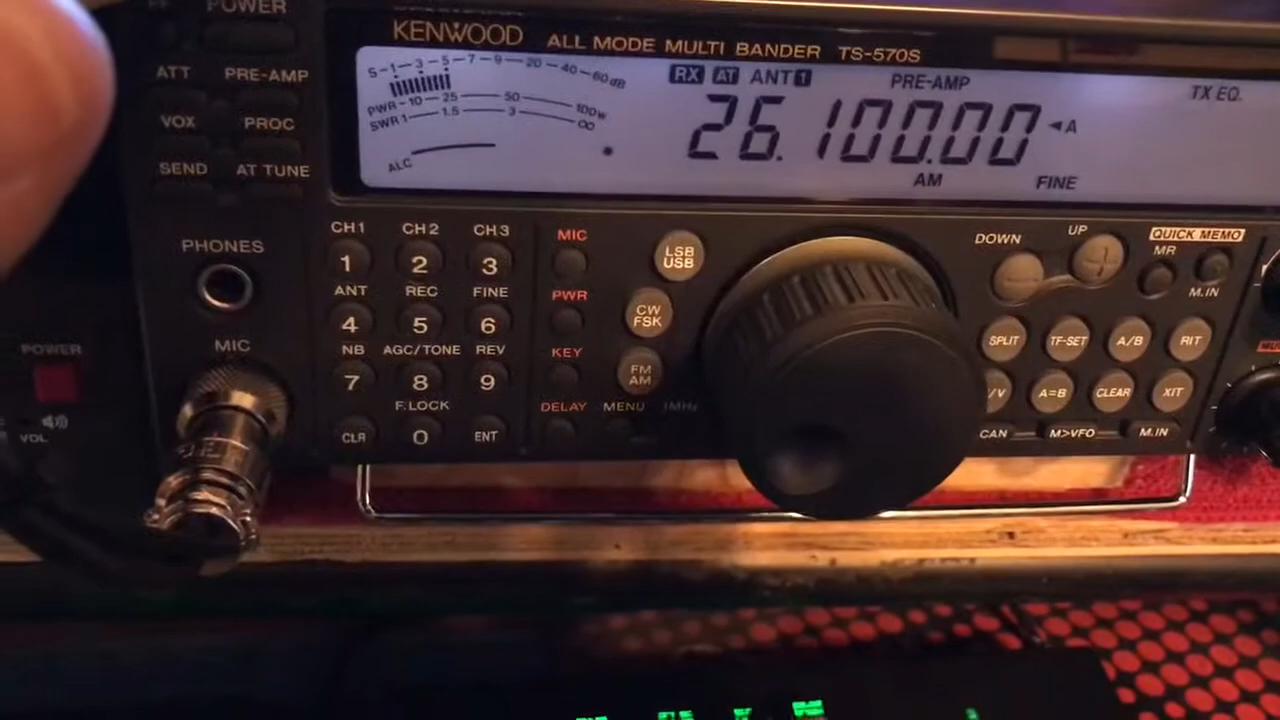 POWER
KENWOOD ALL MODE MULTI BANDER TS-570S
ATT PRE-AMP
VOX PROC
SEND AT TUNE
S-1-3-5-7-9-20-40-60dB
PWR-10-25-50-100W
SWR 1-1.5-3-∞
ALC
RX AT ANT 1 PRE-AMP TX EQ.
26.100.00 ◄A
AM FINE
PHONES
MIC
POWER
VOL
CH1 CH2 CH3
1 2 3
ANT REC FINE
4 5 6
NB AGC/TONE REV
7 8 9
F.LOCK
CLR 0 ENT
MIC
PWR
KEY
DELAY MENU 1MHz
LSB
USB
CW
FSK
FM
AM
DOWN UP QUICK MEMO
MR
M.IN
SPLIT TF-SET A/B RIT
/V A=B CLEAR XIT
CAN M>VFO M.IN